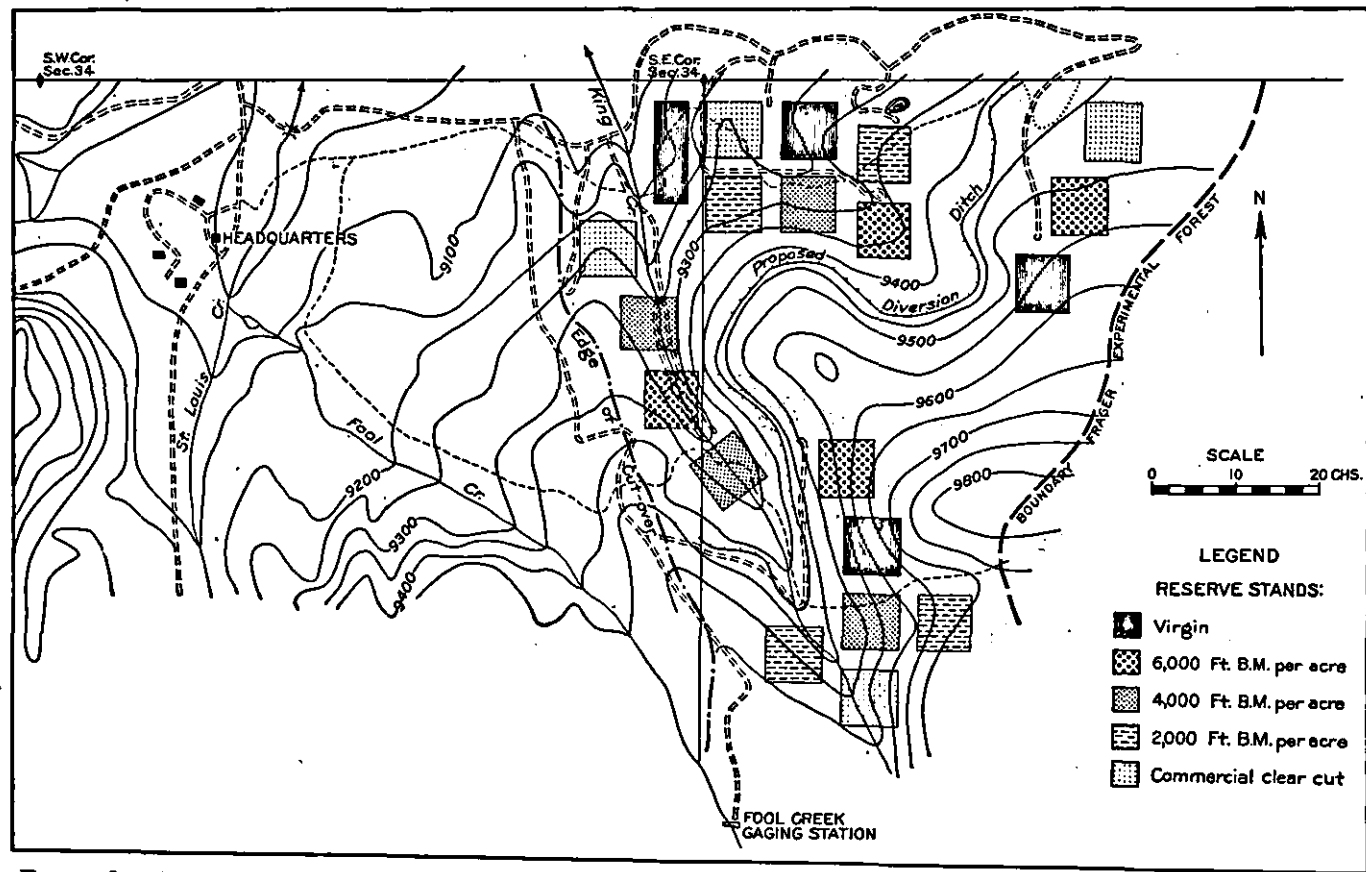 S.W. Cor.
Sec. 34
S.E. Cor.
Sec. 34
King
Cr.
HEADQUARTERS
9100
9300
Ditch
Proposed
Diversion
9400
9500
9600
9700
9800
BOUNDARY FRASER EXPERIMENTAL FOREST
N
St. Louis Cr.
Edge of Cut over
Fool Cr.
9200
9300
9400
SCALE
0 10 20 CHS.
LEGEND
RESERVE STANDS:
Virgin
6,000 Ft. B.M. per acre
4,000 Ft. B.M. per acre
2,000 Ft. B.M. per acre
Commercial clear cut
FOOL CREEK
GAGING STATION